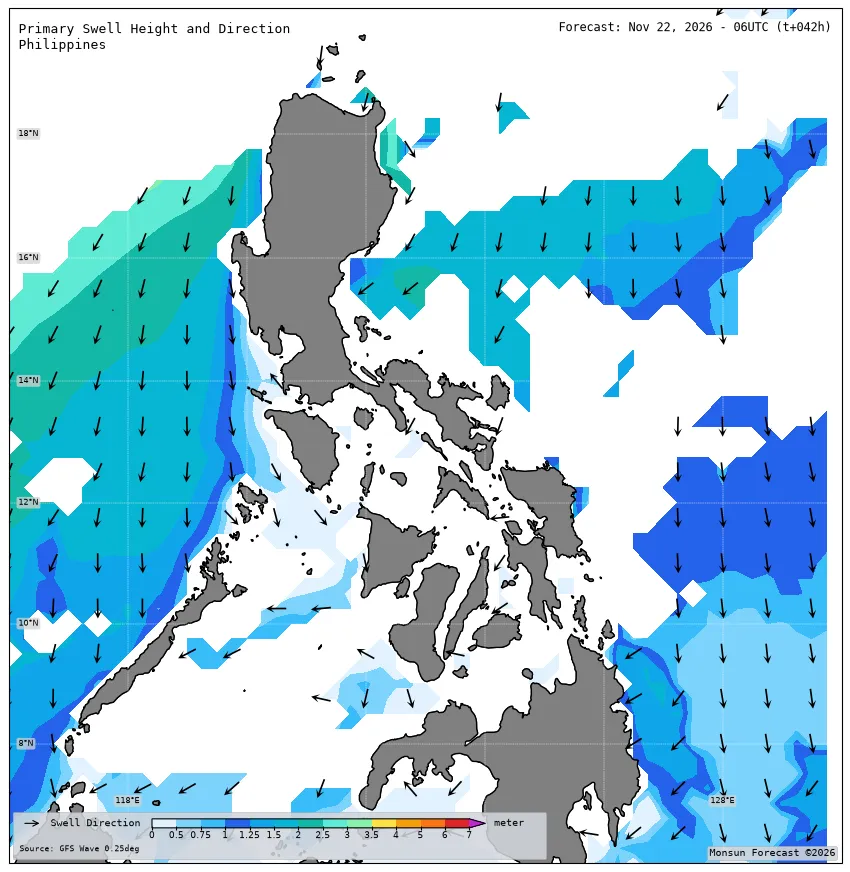 Primary Swell Height and Direction
Philippines
Forecast: Nov 22, 2026 - 06UTC (t+042h)
18°N
16°N
14°N
12°N
10°N
8°N
118°E
128°E
Swell Direction
0 0.5 0.75 1 1.25 1.5 2 2.5 3 3.5 4 5 6 7
meter
Source: GFS Wave 0.25deg
Monsun Forecast ©2026